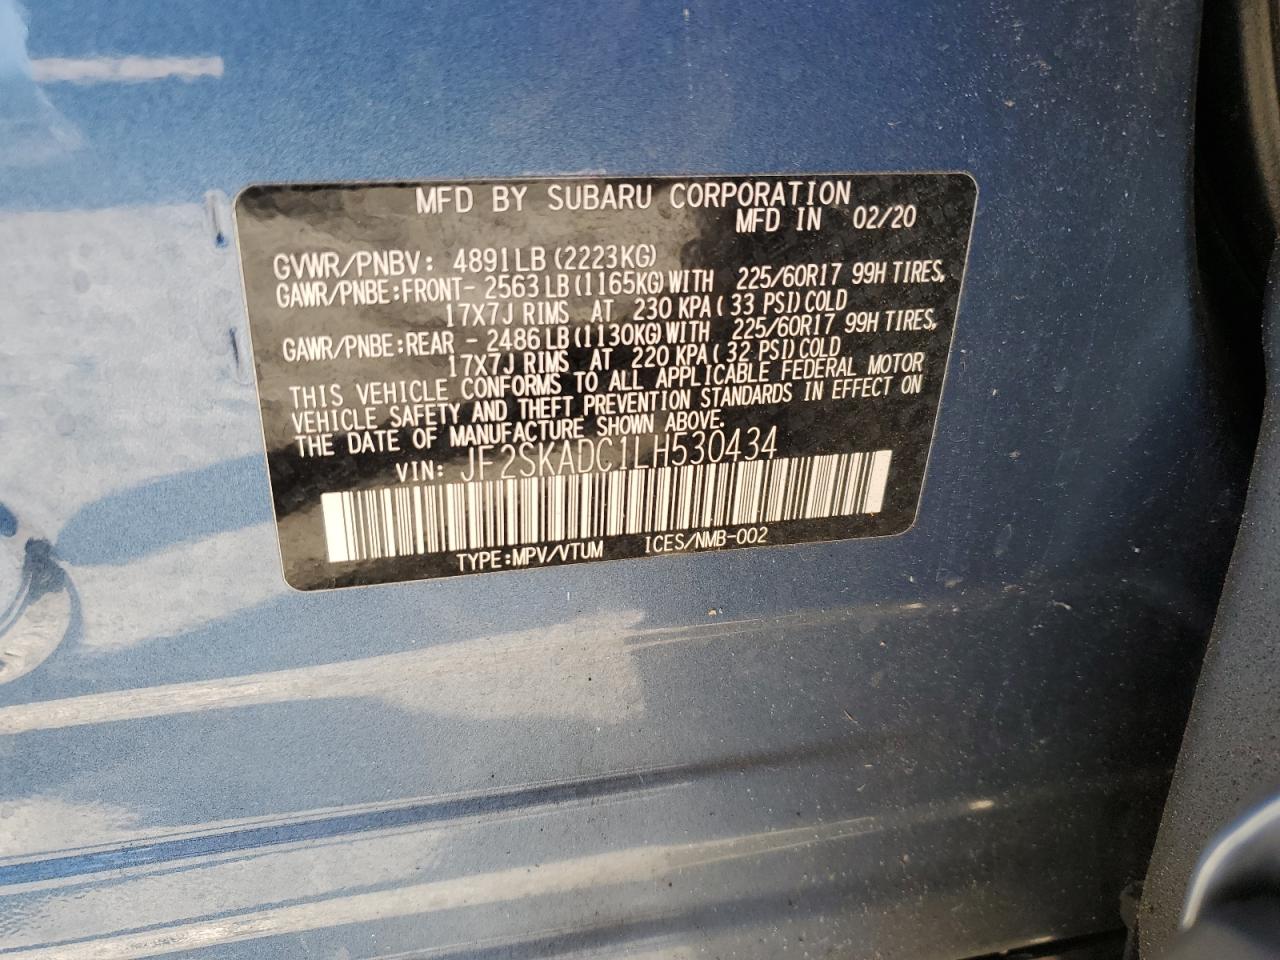 MFD BY SUBARU CORPORATION
MFD IN 02/20
GVWR/PNBV: 4891LB (2223KG)
GAWR/PNBE:FRONT- 2563LB(1165KG)WITH 225/60R17 99H TIRES,
17X7J RIMS AT 230 KPA( 33 PSI)COLD
GAWR/PNBE:REAR - 2486LB(1130KG)WITH 225/60R17 99H TIRES,
17X7J RIMS AT 220 KPA( 32 PSI)COLD
THIS VEHICLE CONFORMS TO ALL APPLICABLE FEDERAL MOTOR
VEHICLE SAFETY AND THEFT PREVENTION STANDARDS IN EFFECT ON
THE DATE OF MANUFACTURE SHOWN ABOVE.
VIN: JF2SKADC1LH530434
TYPE:MPV/VTUM ICES/NMB-002